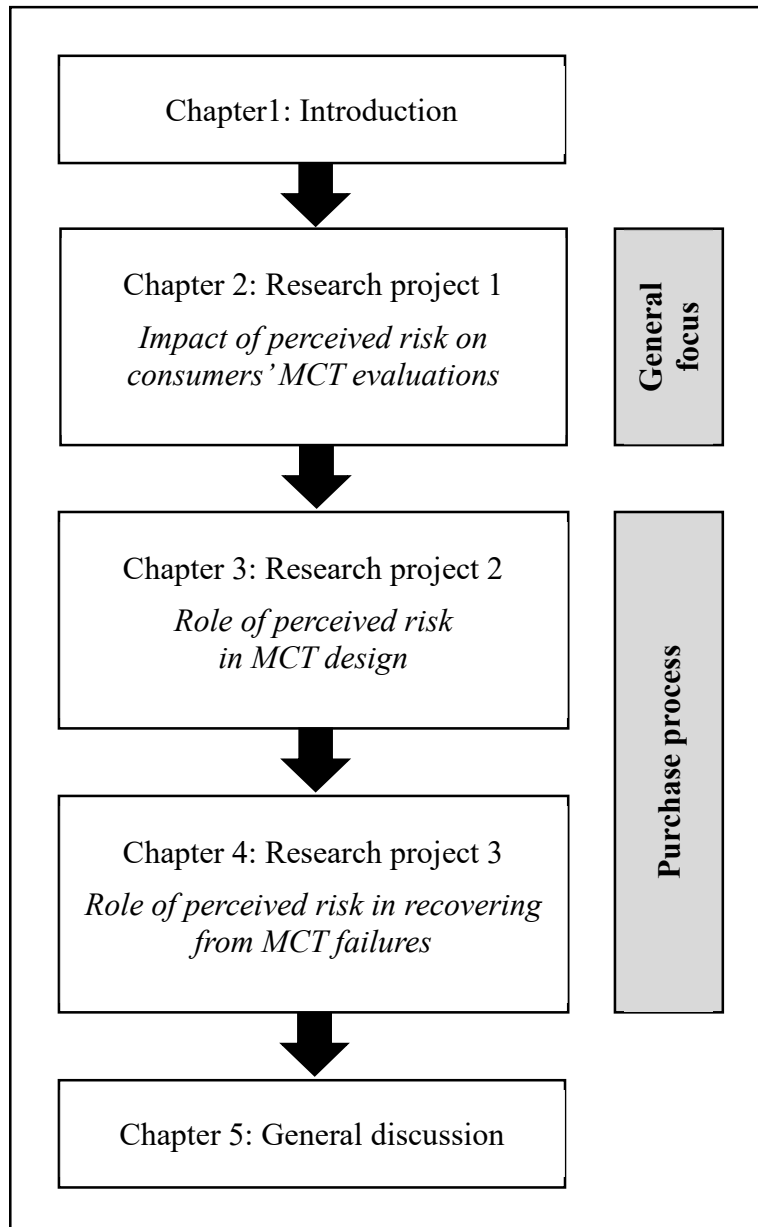 Chapter1: Introduction
Chapter 2: Research project 1
Impact of perceived risk on
consumers’ MCT evaluations
General
focus
Chapter 3: Research project 2
Role of perceived risk
in MCT design
Chapter 4: Research project 3
Role of perceived risk in recovering
from MCT failures
Purchase process
Chapter 5: General discussion